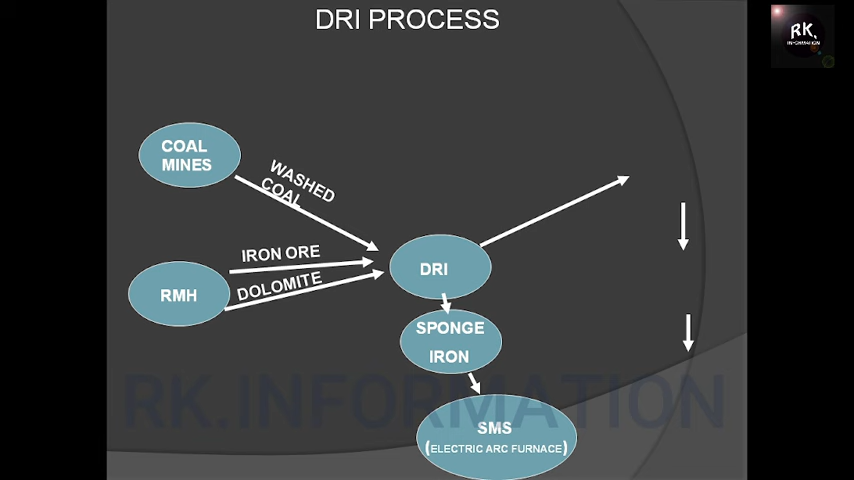 DRI PROCESS
RK.
INFORMATION
COAL
MINES
WASHED
COAL
IRON ORE
DOLOMITE
RMH
DRI
SPONGE
IRON
SMS
(ELECTRIC ARC FURNACE)
RK.INFORMATION